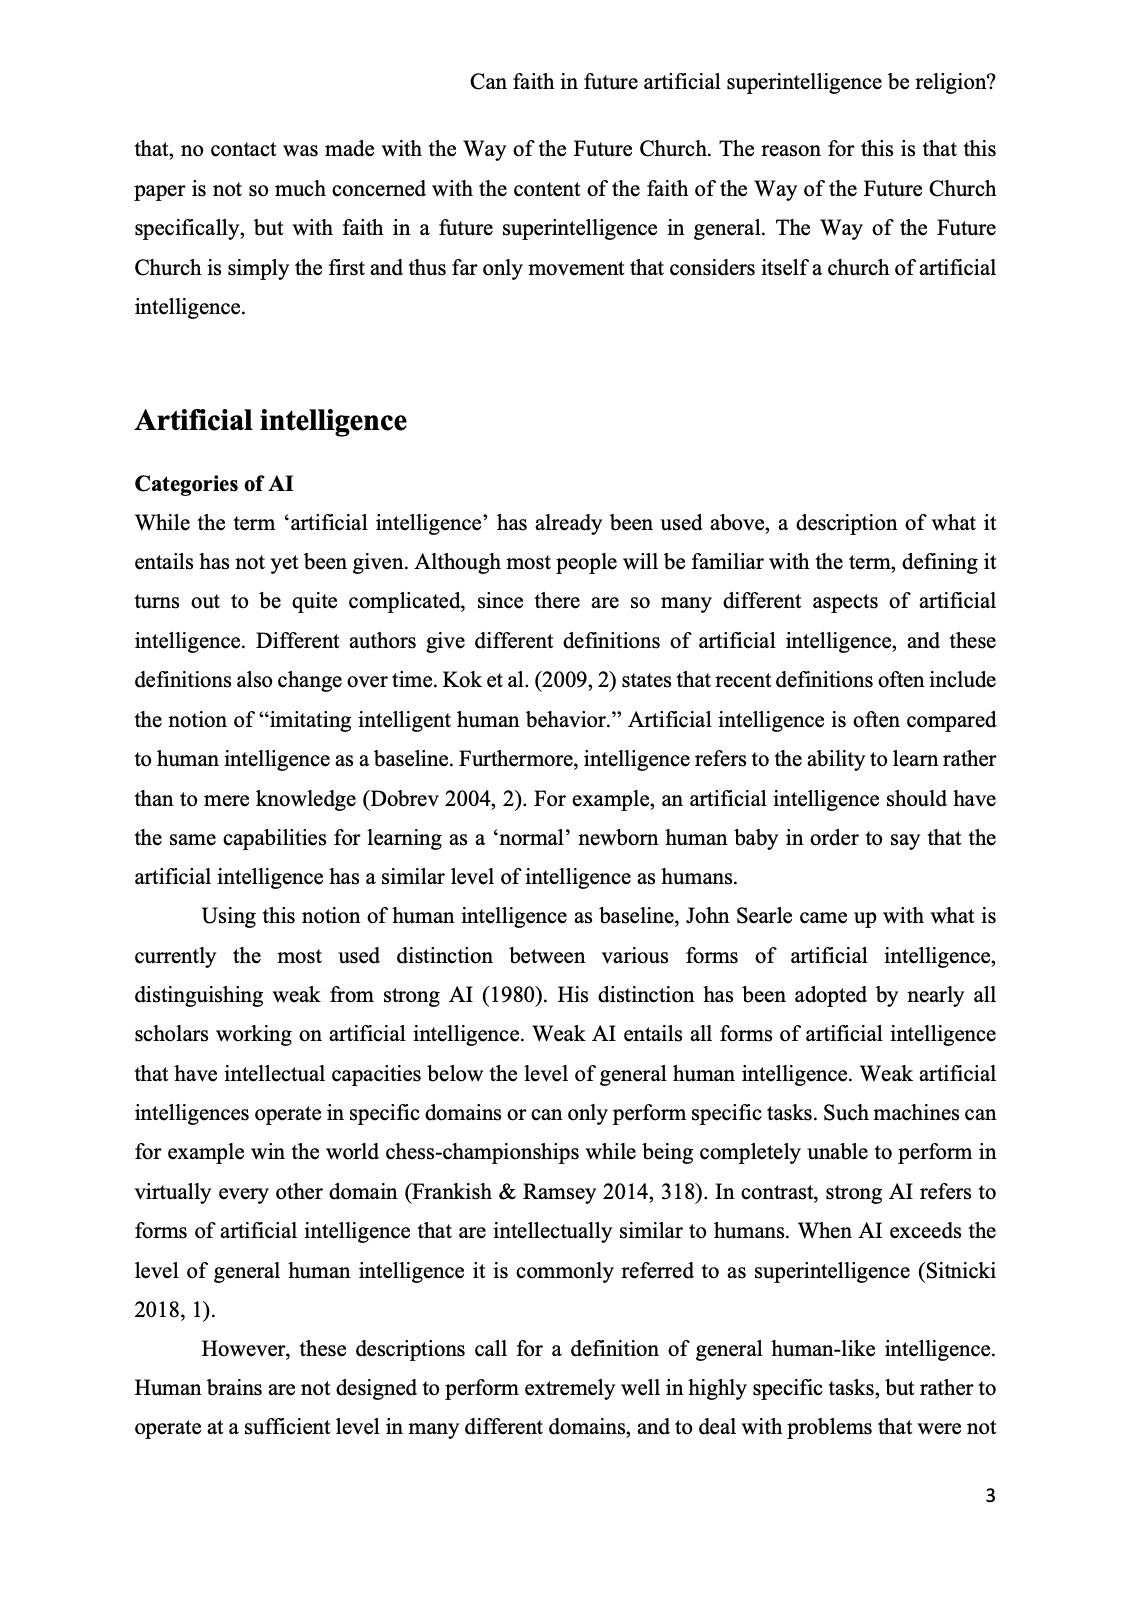 Can faith in future artificial superintelligence be religion?
that, no contact was made with the Way of the Future Church. The reason for this is that this
paper is not so much concerned with the content of the faith of the Way of the Future Church
specifically, but with faith in a future superintelligence in general. The Way of the Future
Church is simply the first and thus far only movement that considers itself a church of artificial
intelligence.
Artificial intelligence
Categories of AI
While the term ‘artificial intelligence’ has already been used above, a description of what it
entails has not yet been given. Although most people will be familiar with the term, defining it
turns out to be quite complicated, since there are so many different aspects of artificial
intelligence. Different authors give different definitions of artificial intelligence, and these
definitions also change over time. Kok et al. (2009, 2) states that recent definitions often include
the notion of “imitating intelligent human behavior.” Artificial intelligence is often compared
to human intelligence as a baseline. Furthermore, intelligence refers to the ability to learn rather
than to mere knowledge (Dobrev 2004, 2). For example, an artificial intelligence should have
the same capabilities for learning as a ‘normal’ newborn human baby in order to say that the
artificial intelligence has a similar level of intelligence as humans.
Using this notion of human intelligence as baseline, John Searle came up with what is
currently the most used distinction between various forms of artificial intelligence,
distinguishing weak from strong AI (1980). His distinction has been adopted by nearly all
scholars working on artificial intelligence. Weak AI entails all forms of artificial intelligence
that have intellectual capacities below the level of general human intelligence. Weak artificial
intelligences operate in specific domains or can only perform specific tasks. Such machines can
for example win the world chess-championships while being completely unable to perform in
virtually every other domain (Frankish & Ramsey 2014, 318). In contrast, strong AI refers to
forms of artificial intelligence that are intellectually similar to humans. When AI exceeds the
level of general human intelligence it is commonly referred to as superintelligence (Sitnicki
2018, 1).
However, these descriptions call for a definition of general human-like intelligence.
Human brains are not designed to perform extremely well in highly specific tasks, but rather to
operate at a sufficient level in many different domains, and to deal with problems that were not
3